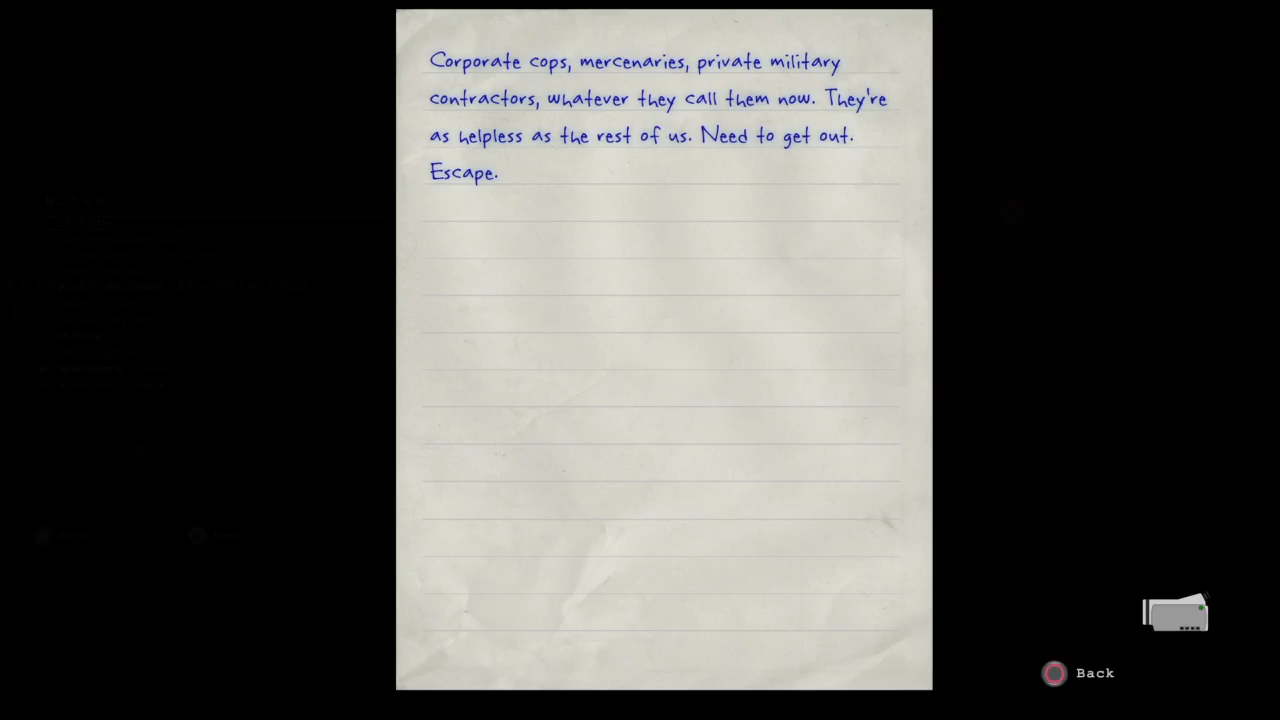 Corporate cops, mercenaries, private military
contractors, whatever they call them now. They're
as helpless as the rest of us. Need to get out.
Escape.
Back